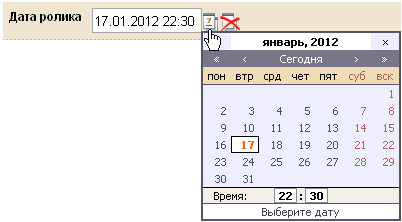 Дата ролика 17.01.2012 22:30
январь, 2012 ×
« ‹ Сегодня › »
пон втр срд чет пят суб вск
1
2 3 4 5 6 7 8
9 10 11 12 13 14 15
16 17 18 19 20 21 22
23 24 25 26 27 28 29
30 31
Время: 22 : 30
Выберите дату